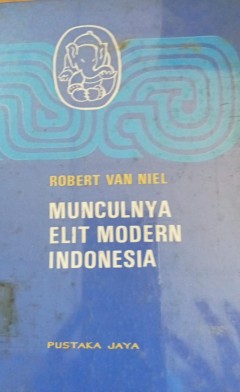 ROBERT VAN NIEL
MUNCULNYA
ELIT MODERN
INDONESIA
PUSTAKA JAYA